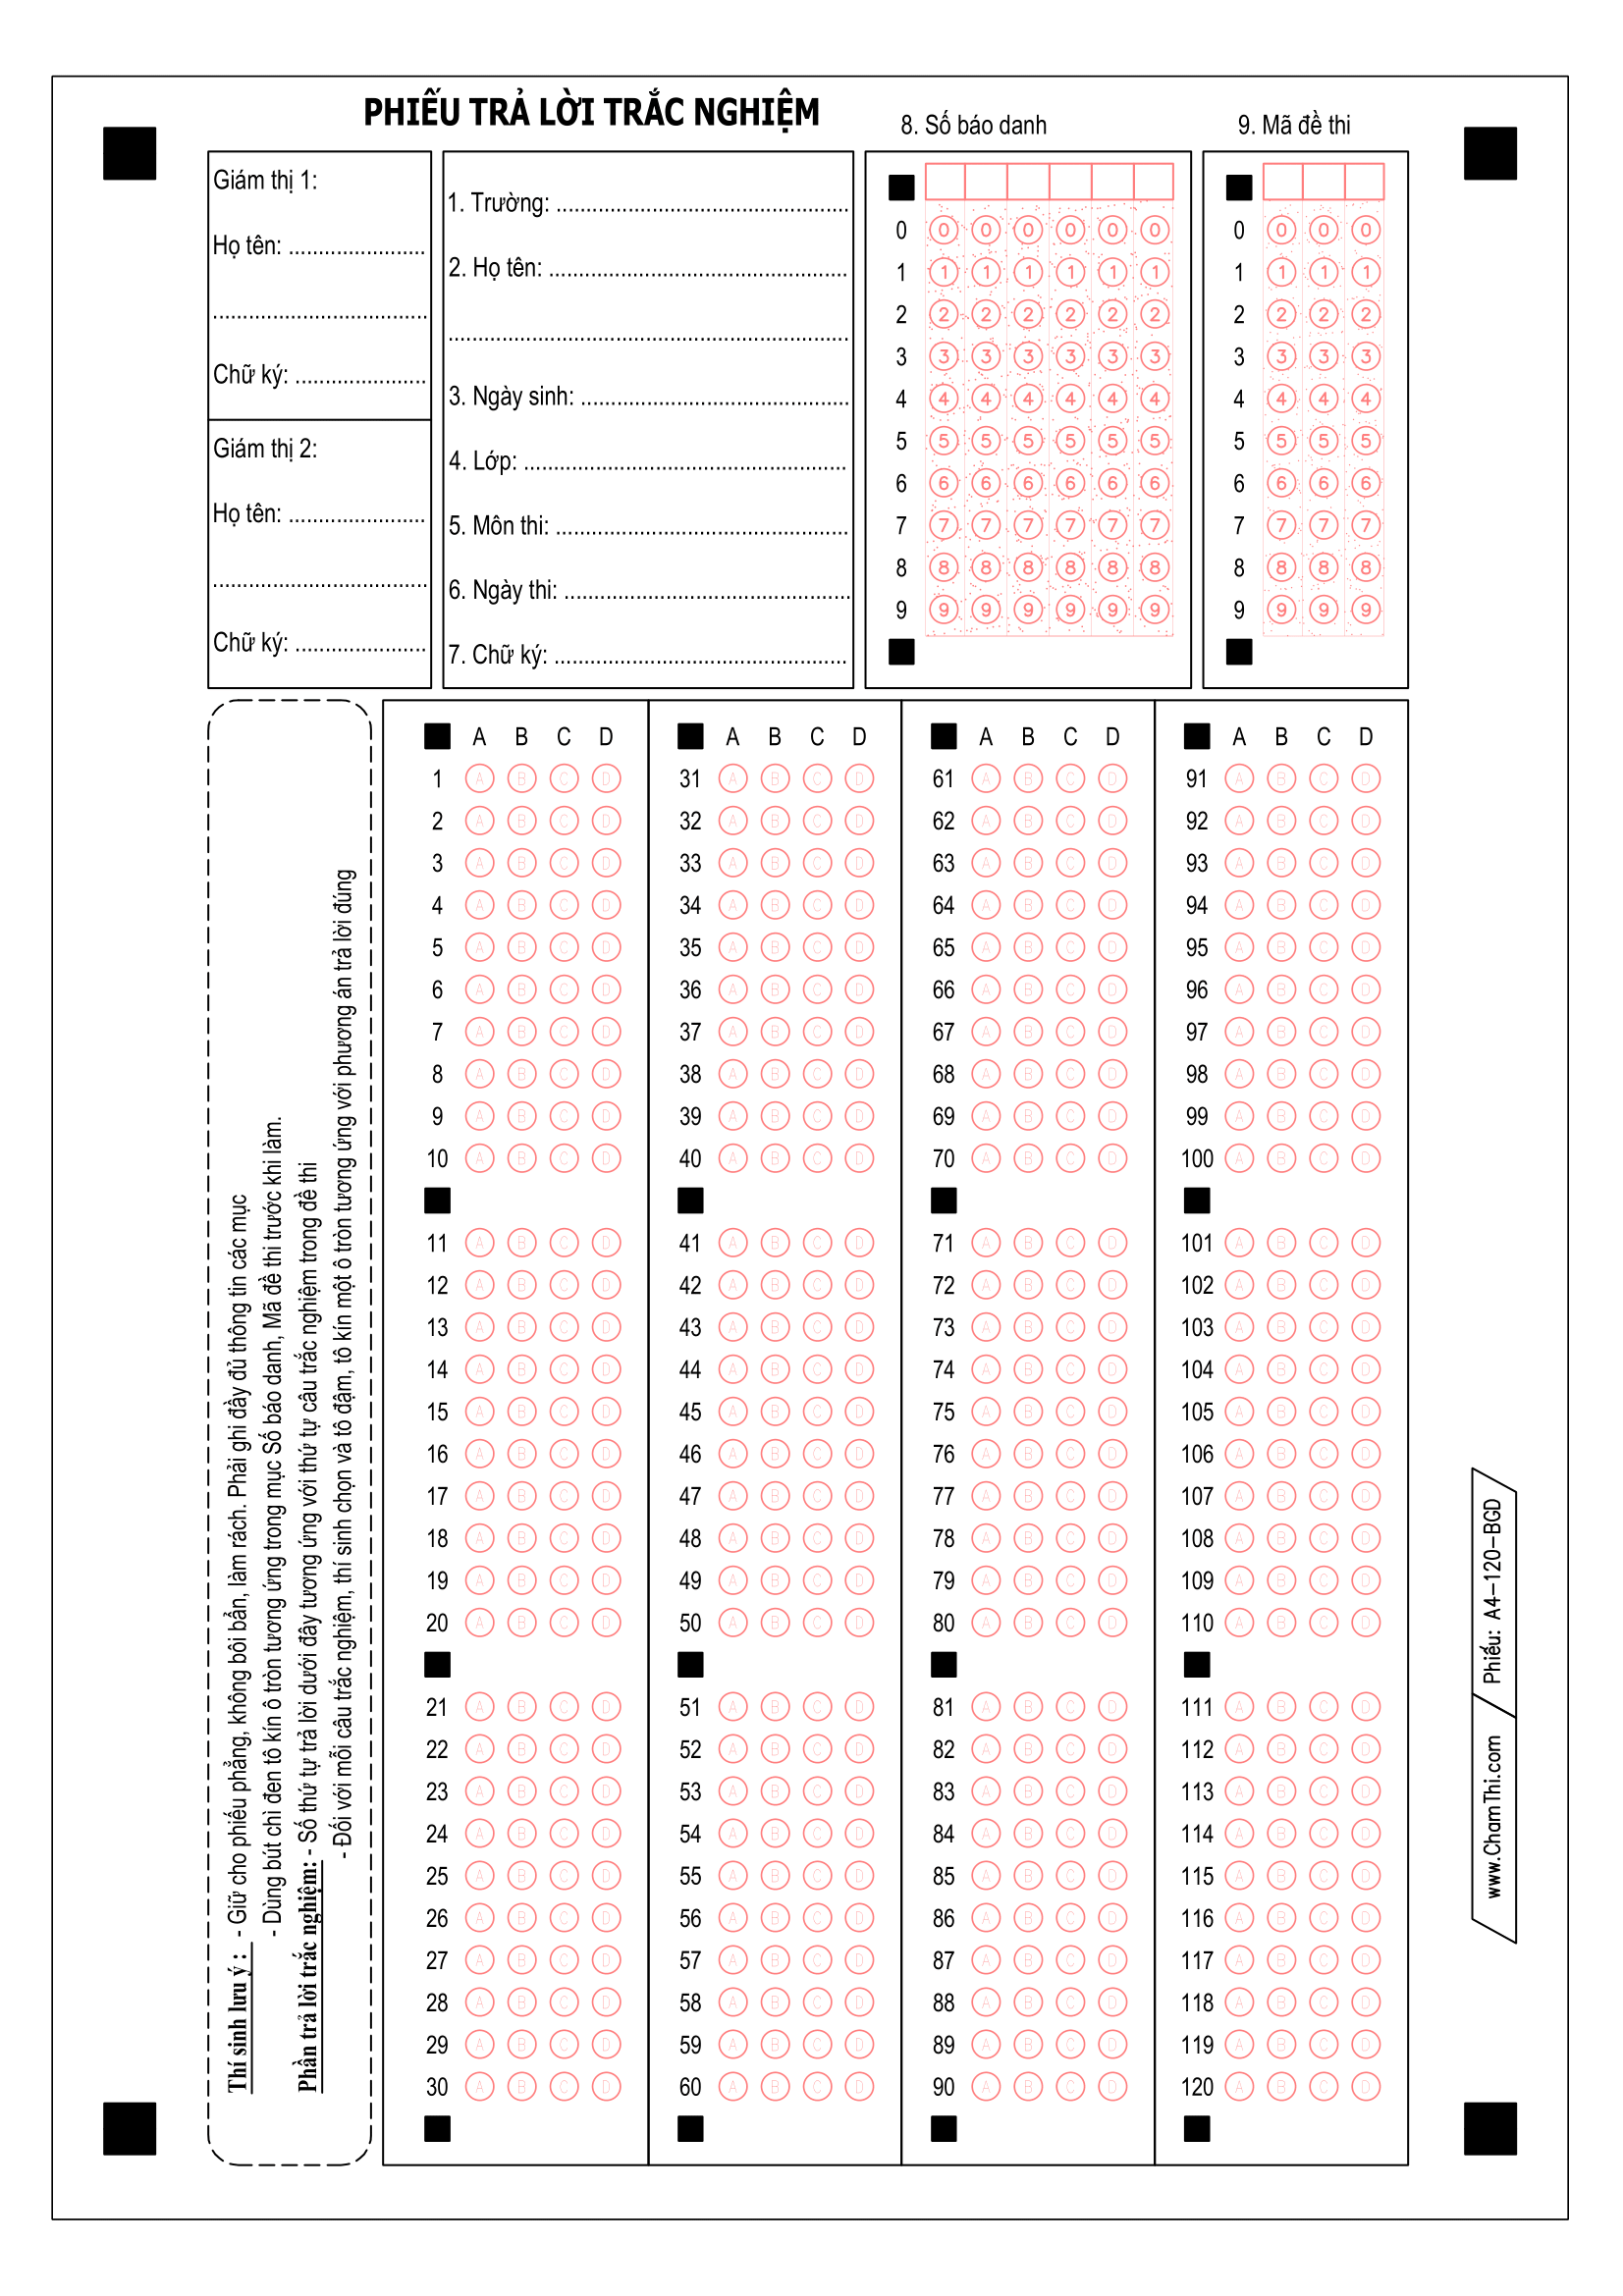 PHIẾU TRẢ LỜI TRẮC NGHIỆM
8. Số báo danh
9. Mã đề thi
Giám thị 1:
Họ tên: .......................
....................................
Chữ ký: ......................
Giám thị 2:
Họ tên: .......................
....................................
Chữ ký: ......................
1. Trường: .................................................
2. Họ tên: ..................................................
...................................................................
3. Ngày sinh: .............................................
4. Lớp: ......................................................
5. Môn thi: .................................................
6. Ngày thi: ................................................
7. Chữ ký: .................................................
0 0 0 0 0 0 0
1 1 1 1 1 1 1
2 2 2 2 2 2 2
3 3 3 3 3 3 3
4 4 4 4 4 4 4
5 5 5 5 5 5 5
6 6 6 6 6 6 6
7 7 7 7 7 7 7
8 8 8 8 8 8 8
9 9 9 9 9 9 9
0 0 0 0
1 1 1 1
2 2 2 2
3 3 3 3
4 4 4 4
5 5 5 5
6 6 6 6
7 7 7 7
8 8 8 8
9 9 9 9
Thí sinh lưu ý : - Giữ cho phiếu phẳng, không bôi bẩn, làm rách. Phải ghi đầy đủ thông tin các mục
- Dùng bút chì đen tô kín ô tròn tương ứng trong mục Số báo danh, Mã đề thi trước khi làm.
Phần trả lời trắc nghiệm: - Số thứ tự trả lời dưới đây tương ứng với thứ tự câu trắc nghiệm trong đề thi
- Đối với mỗi câu trắc nghiệm, thí sinh chọn và tô đậm, tô kín một ô tròn tương ứng với phương án trả lời đúng
A B C D
1 A B C D
2 A B C D
3 A B C D
4 A B C D
5 A B C D
6 A B C D
7 A B C D
8 A B C D
9 A B C D
10 A B C D
11 A B C D
12 A B C D
13 A B C D
14 A B C D
15 A B C D
16 A B C D
17 A B C D
18 A B C D
19 A B C D
20 A B C D
21 A B C D
22 A B C D
23 A B C D
24 A B C D
25 A B C D
26 A B C D
27 A B C D
28 A B C D
29 A B C D
30 A B C D
A B C D
31 A B C D
32 A B C D
33 A B C D
34 A B C D
35 A B C D
36 A B C D
37 A B C D
38 A B C D
39 A B C D
40 A B C D
41 A B C D
42 A B C D
43 A B C D
44 A B C D
45 A B C D
46 A B C D
47 A B C D
48 A B C D
49 A B C D
50 A B C D
51 A B C D
52 A B C D
53 A B C D
54 A B C D
55 A B C D
56 A B C D
57 A B C D
58 A B C D
59 A B C D
60 A B C D
A B C D
61 A B C D
62 A B C D
63 A B C D
64 A B C D
65 A B C D
66 A B C D
67 A B C D
68 A B C D
69 A B C D
70 A B C D
71 A B C D
72 A B C D
73 A B C D
74 A B C D
75 A B C D
76 A B C D
77 A B C D
78 A B C D
79 A B C D
80 A B C D
81 A B C D
82 A B C D
83 A B C D
84 A B C D
85 A B C D
86 A B C D
87 A B C D
88 A B C D
89 A B C D
90 A B C D
A B C D
91 A B C D
92 A B C D
93 A B C D
94 A B C D
95 A B C D
96 A B C D
97 A B C D
98 A B C D
99 A B C D
100 A B C D
101 A B C D
102 A B C D
103 A B C D
104 A B C D
105 A B C D
106 A B C D
107 A B C D
108 A B C D
109 A B C D
110 A B C D
111 A B C D
112 A B C D
113 A B C D
114 A B C D
115 A B C D
116 A B C D
117 A B C D
118 A B C D
119 A B C D
120 A B C D
www.ChamThi.com
Phiếu: A4-120-BGD